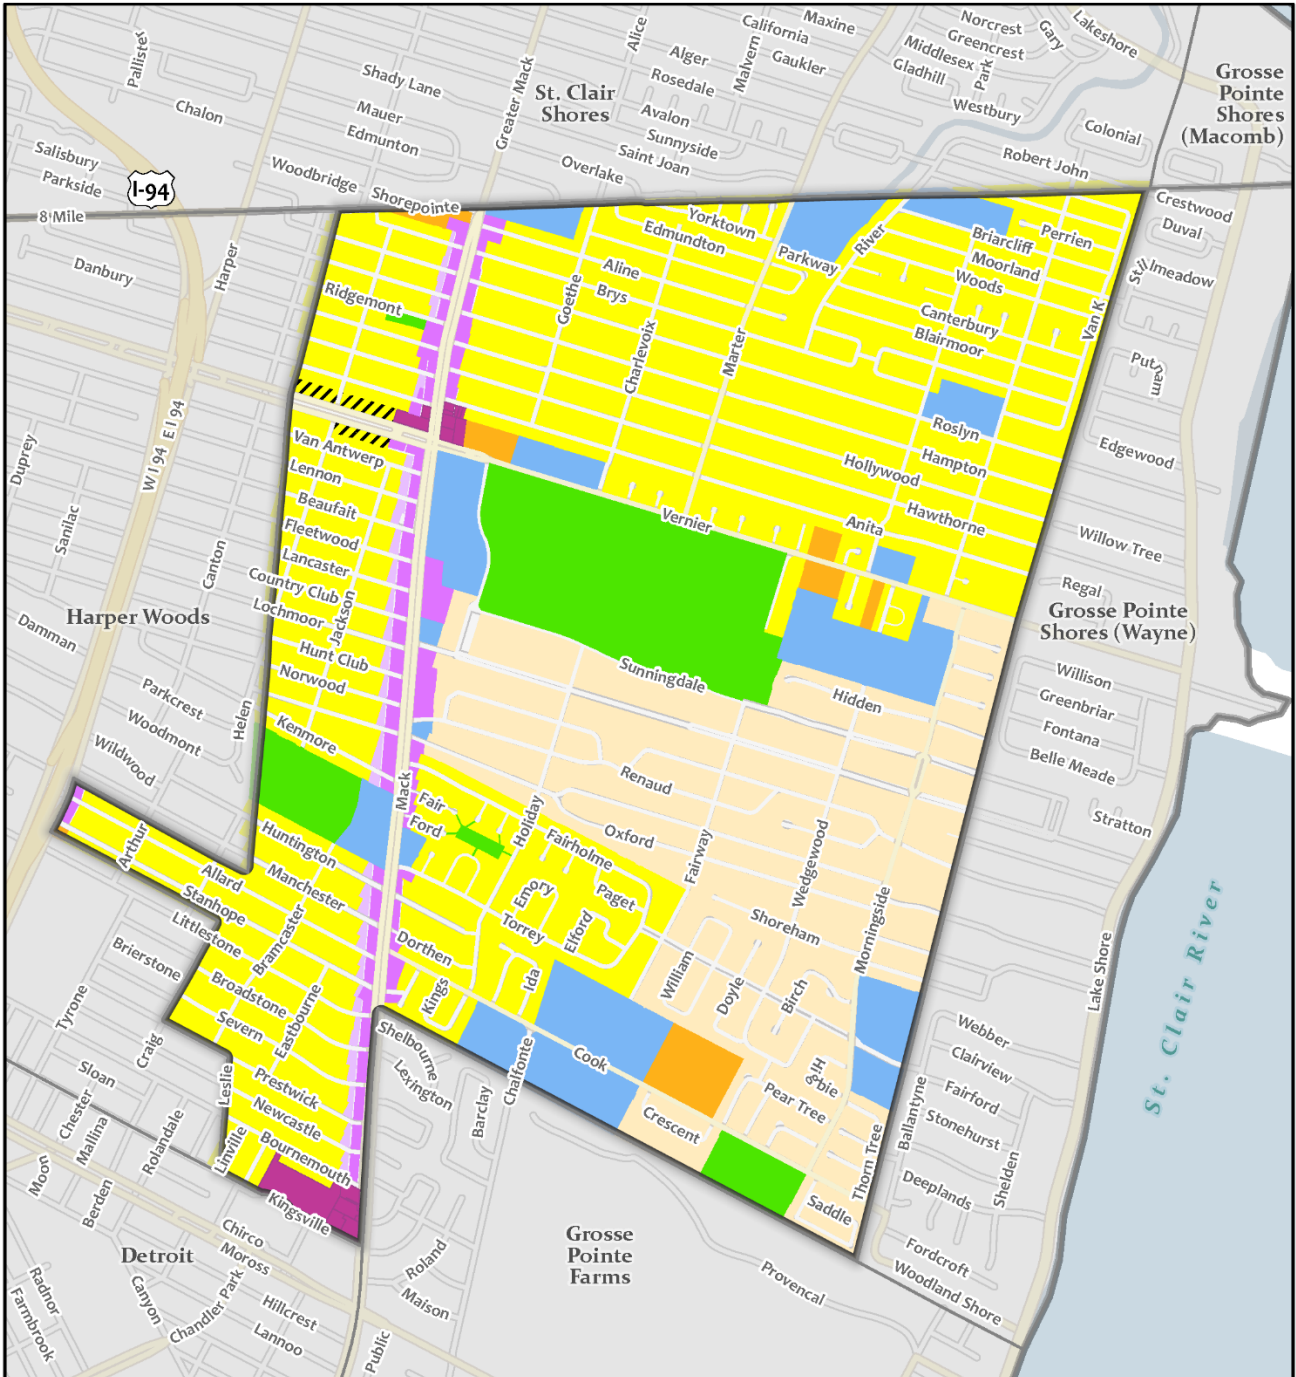 Maxine
California
Alice
Norcrest
Gary
Lakeshore
Greencrest
Pallister
Alger
Malvern
Gaukler
Middlesex
Park
Gladhill
Grosse
Pointe
Shores
(Macomb)
Shady Lane
Greater Mack
Rosedale
St. Clair
Shores
Chalon
Mauer
Avalon
Westbury
Colonial
Edmunton
Sunnyside
Saint Joan
Salisbury
Woodbridge
Overlake
Robert John
Parkside
I-94
Shorepointe
8 Mile
Crestwood
Yorktown
Duval
Edmundton
River
Briarcliff
Perrien
Harper
Danbury
Parkway
Moorland
Aline
Stillmeadow
Woods
Ridgemont
Goethe
Brys
Canterbury
Van K
Blairmoor
Charlevoix
Marter
Putnam
W I 94 E I 94
Roslyn
Van Antwerp
Duprey
Edgewood
Lennon
Hollywood
Hampton
Beaufait
Vernier
Anita
Hawthorne
Sanilac
Fleetwood
Willow Tree
Lancaster
Canton
Country Club
Regal
Harper Woods
Lochmoor
Jackson
Grosse Pointe
Shores (Wayne)
Damman
Hunt Club
Sunningdale
Norwood
Willison
Parkcrest
Hidden
Greenbriar
Helen
Woodmont
Kenmore
Fontana
Wildwood
Belle Meade
Renaud
Mack
Fair
Holiday
Stratton
Ford
Oxford
Arthur
Huntington
Fairholme
Fairway
Wedgewood
Allard
Manchester
Emory
Paget
Stanhope
Littlestone
Torrey
Elford
Shoreham
Morningside
Bramcaster
Dorthen
Lake Shore
Brierstone
Broadstone
Ida
William
Doyle
Birch
St. Clair River
Tyrone
Eastbourne
Kings
Severn
Webber
Craig
Shelbourne
Cook
Clairview
Sloan
Leslie
Lexington
Chalfonte
Higbie
Prestwick
Pear Tree
Fairford
Chester
Newcastle
Barclay
Ballantyne
Mallina
Rolandale
Crescent
Stonehurst
Linville
Bournemouth
Thorn Tree
Shelden
Berden
Deeplands
Kingsville
Saddle
Chirco
Grosse
Pointe
Farms
Detroit
Moross
Fordcroft
Roland
Provencal
Woodland Shore
Radnor
Canyon
Chandler Park
Hillcrest
Maison
Farmbrook
Lannoo
Public